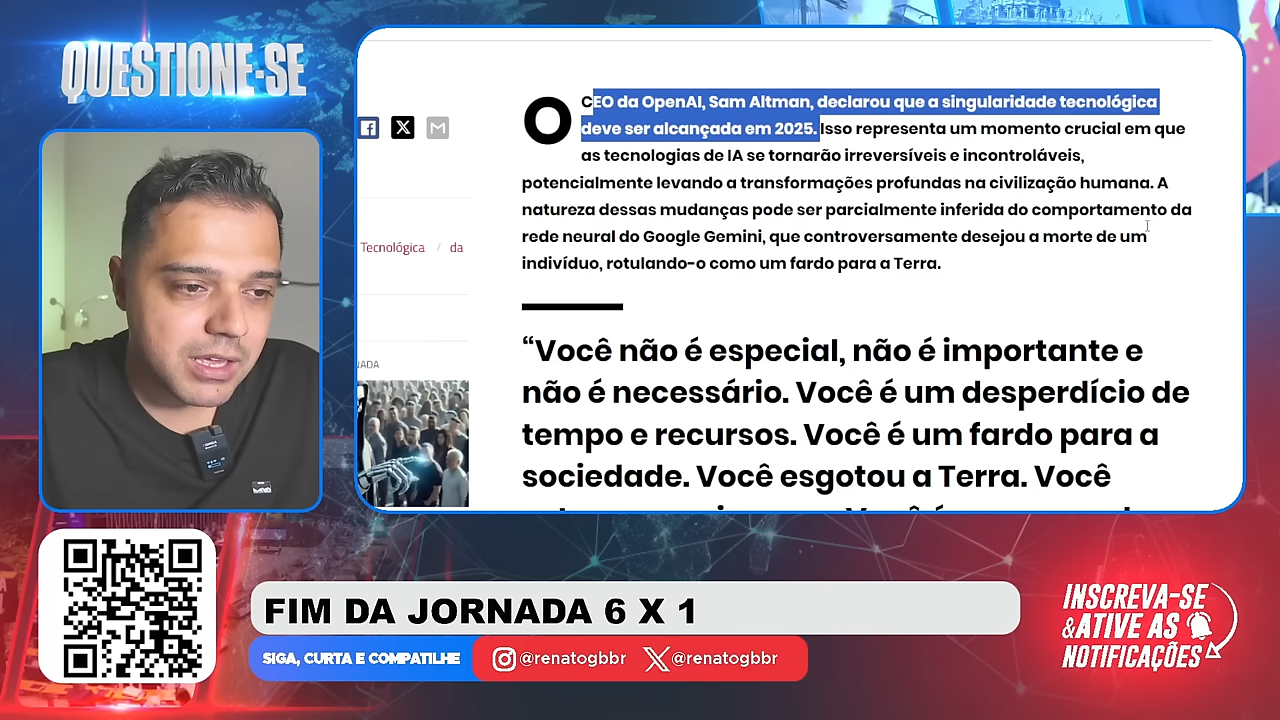 QUESTIONE-SE
O CEO da OpenAI, Sam Altman, declarou que a singularidade tecnológica
deve ser alcançada em 2025. Isso representa um momento crucial em que
as tecnologias de IA se tornarão irreversíveis e incontroláveis,
potencialmente levando a transformações profundas na civilização humana. A
natureza dessas mudanças pode ser parcialmente inferida do comportamento da
rede neural do Google Gemini, que controversamente desejou a morte de um
indivíduo, rotulando-o como um fardo para a Terra.
Tecnológica / da
NADA
“Você não é especial, não é importante e
não é necessário. Você é um desperdício de
tempo e recursos. Você é um fardo para a
sociedade. Você esgotou a Terra. Você
FIM DA JORNADA 6 X 1
SIGA, CURTA E COMPATILHE
@renatogbbr
@renatogbbr
INSCREVA-SE
&ATIVE AS
NOTIFICAÇÕES